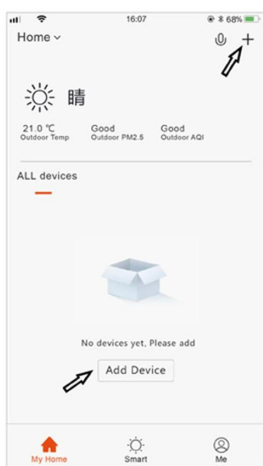 16:07
68%
Home
晴
21.0 ℃ Good Good
Outdoor Temp Outdoor PM2.5 Outdoor AQI
ALL devices
No devices yet, Please add
Add Device
My Home Smart Me